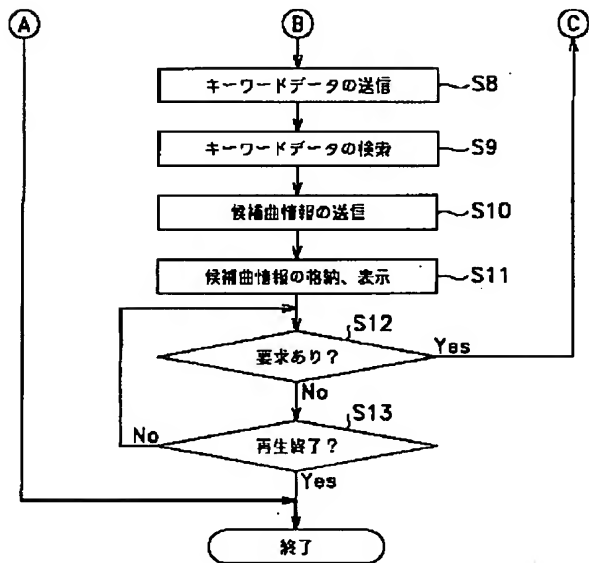 A
B
C
キーワードデータの送信
S8
キーワードデータの検索
S9
候補曲情報の送信
S10
候補曲情報の格納、表示
S11
S12
要求あり?
Yes
No
S13
No
再生終了?
Yes
終了